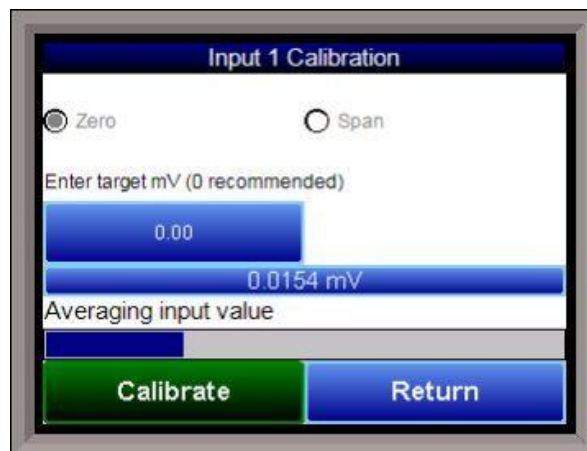 Input 1 Calibration
Zero Span
Enter target mV (0 recommended)
0.00
0.0154 mV
Averaging input value
Calibrate Return